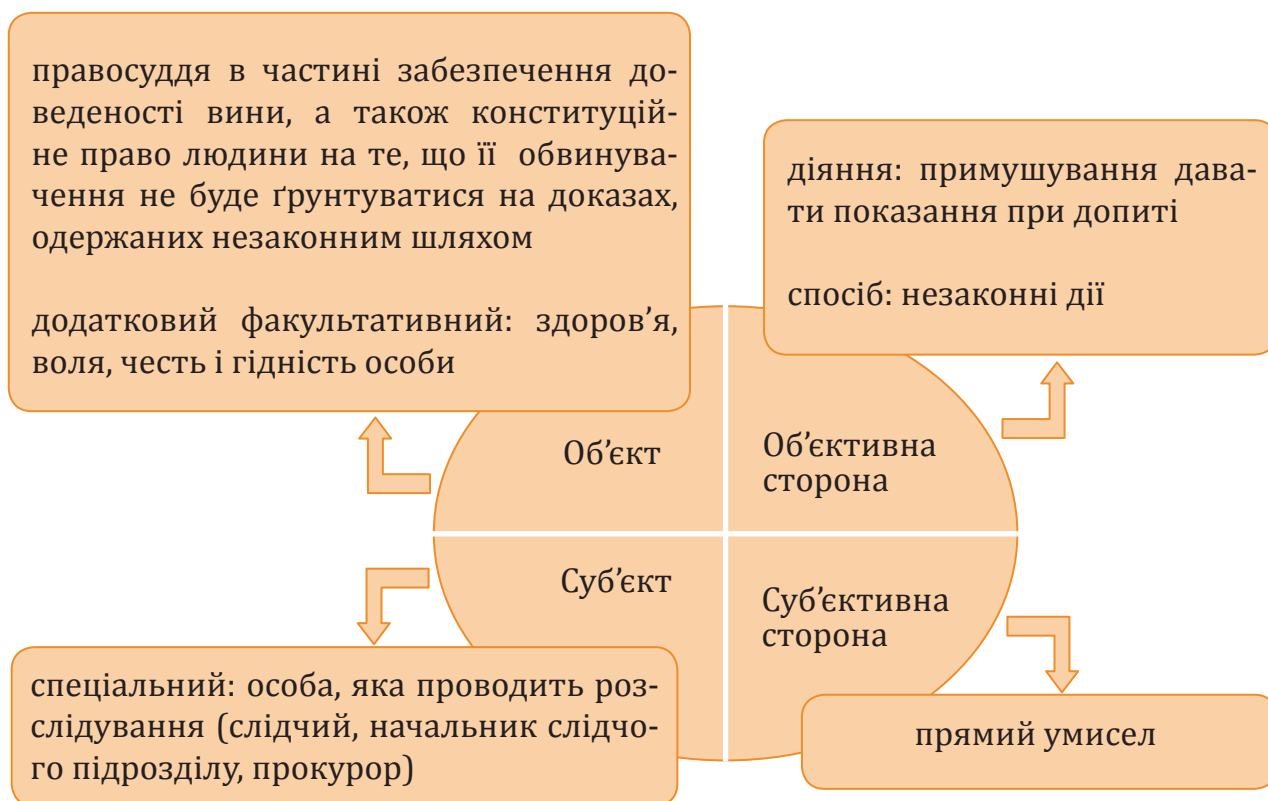 правосуддя в частині забезпечення до-
веденості вини, а також конституцій-
не право людини на те, що її обвинува-
чення не буде ґрунтуватися на доказах,
одержаних незаконним шляхом
додатковий факультативний: здоров’я,
воля, честь і гідність особи
діяння: примушування дава-
ти показання при допиті
спосіб: незаконні дії
Об’єкт
Об’єктивна
сторона
Суб’єкт
Суб’єктивна
сторона
спеціальний: особа, яка проводить роз-
слідування (слідчий, начальник слідчо-
го підрозділу, прокурор)
прямий умисел